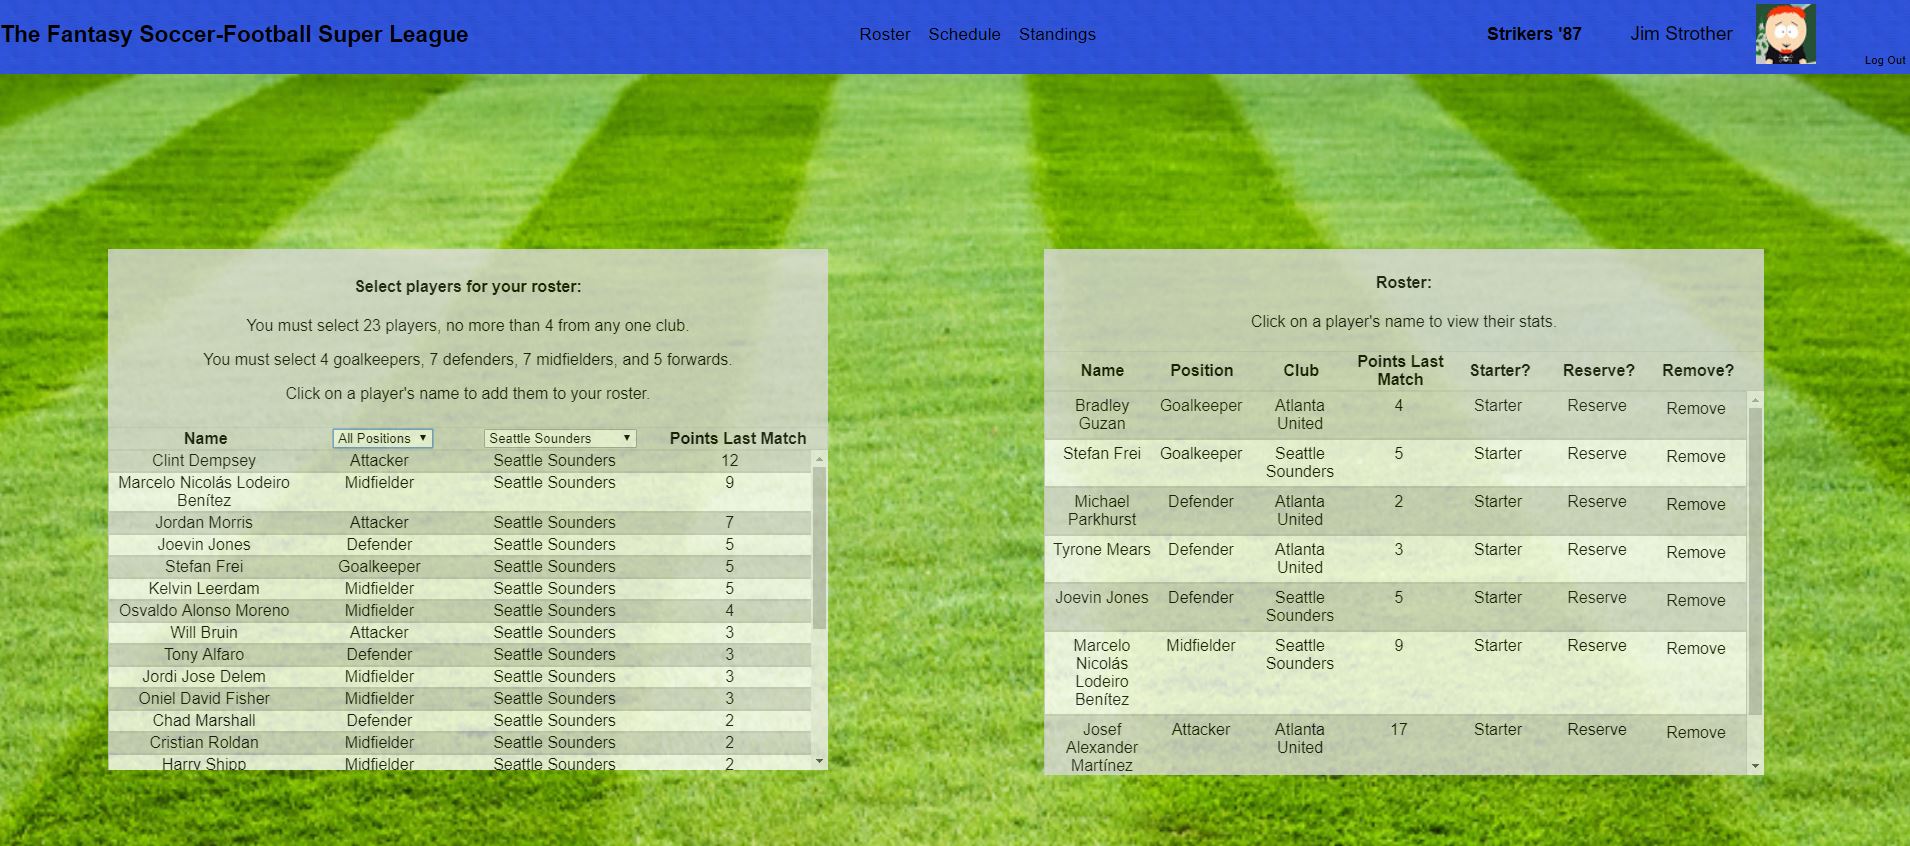 The Fantasy Soccer-Football Super League
Roster Schedule Standings
Strikers '87 Jim Strother
Log Out
Select players for your roster:
You must select 23 players, no more than 4 from any one club.
You must select 4 goalkeepers, 7 defenders, 7 midfielders, and 5 forwards.
Click on a player's name to add them to your roster.
Name All Positions Seattle Sounders Points Last Match
Clint Dempsey Attacker Seattle Sounders 12
Marcelo Nicolás Lodeiro Midfielder Seattle Sounders 9
Benítez
Jordan Morris Attacker Seattle Sounders 7
Joevin Jones Defender Seattle Sounders 5
Stefan Frei Goalkeeper Seattle Sounders 5
Kelvin Leerdam Midfielder Seattle Sounders 5
Osvaldo Alonso Moreno Midfielder Seattle Sounders 4
Will Bruin Attacker Seattle Sounders 3
Tony Alfaro Defender Seattle Sounders 3
Jordi Jose Delem Midfielder Seattle Sounders 3
Oniel David Fisher Midfielder Seattle Sounders 3
Chad Marshall Defender Seattle Sounders 2
Cristian Roldan Midfielder Seattle Sounders 2
Harry Shipp Midfielder Seattle Sounders 2
Roster:
Click on a player's name to view their stats.
Name Position Club Points Last Starter? Reserve? Remove?
Match
Bradley Goalkeeper Atlanta 4 Starter Reserve Remove
Guzan United
Stefan Frei Goalkeeper Seattle 5 Starter Reserve Remove
Sounders
Michael Defender Atlanta 2 Starter Reserve Remove
Parkhurst United
Tyrone Mears Defender Atlanta 3 Starter Reserve Remove
United
Joevin Jones Defender Seattle 5 Starter Reserve Remove
Sounders
Marcelo Midfielder Seattle 9 Starter Reserve Remove
Nicolás Sounders
Lodeiro
Benítez
Josef Attacker Atlanta 17 Starter Reserve Remove
Alexander United
Martínez